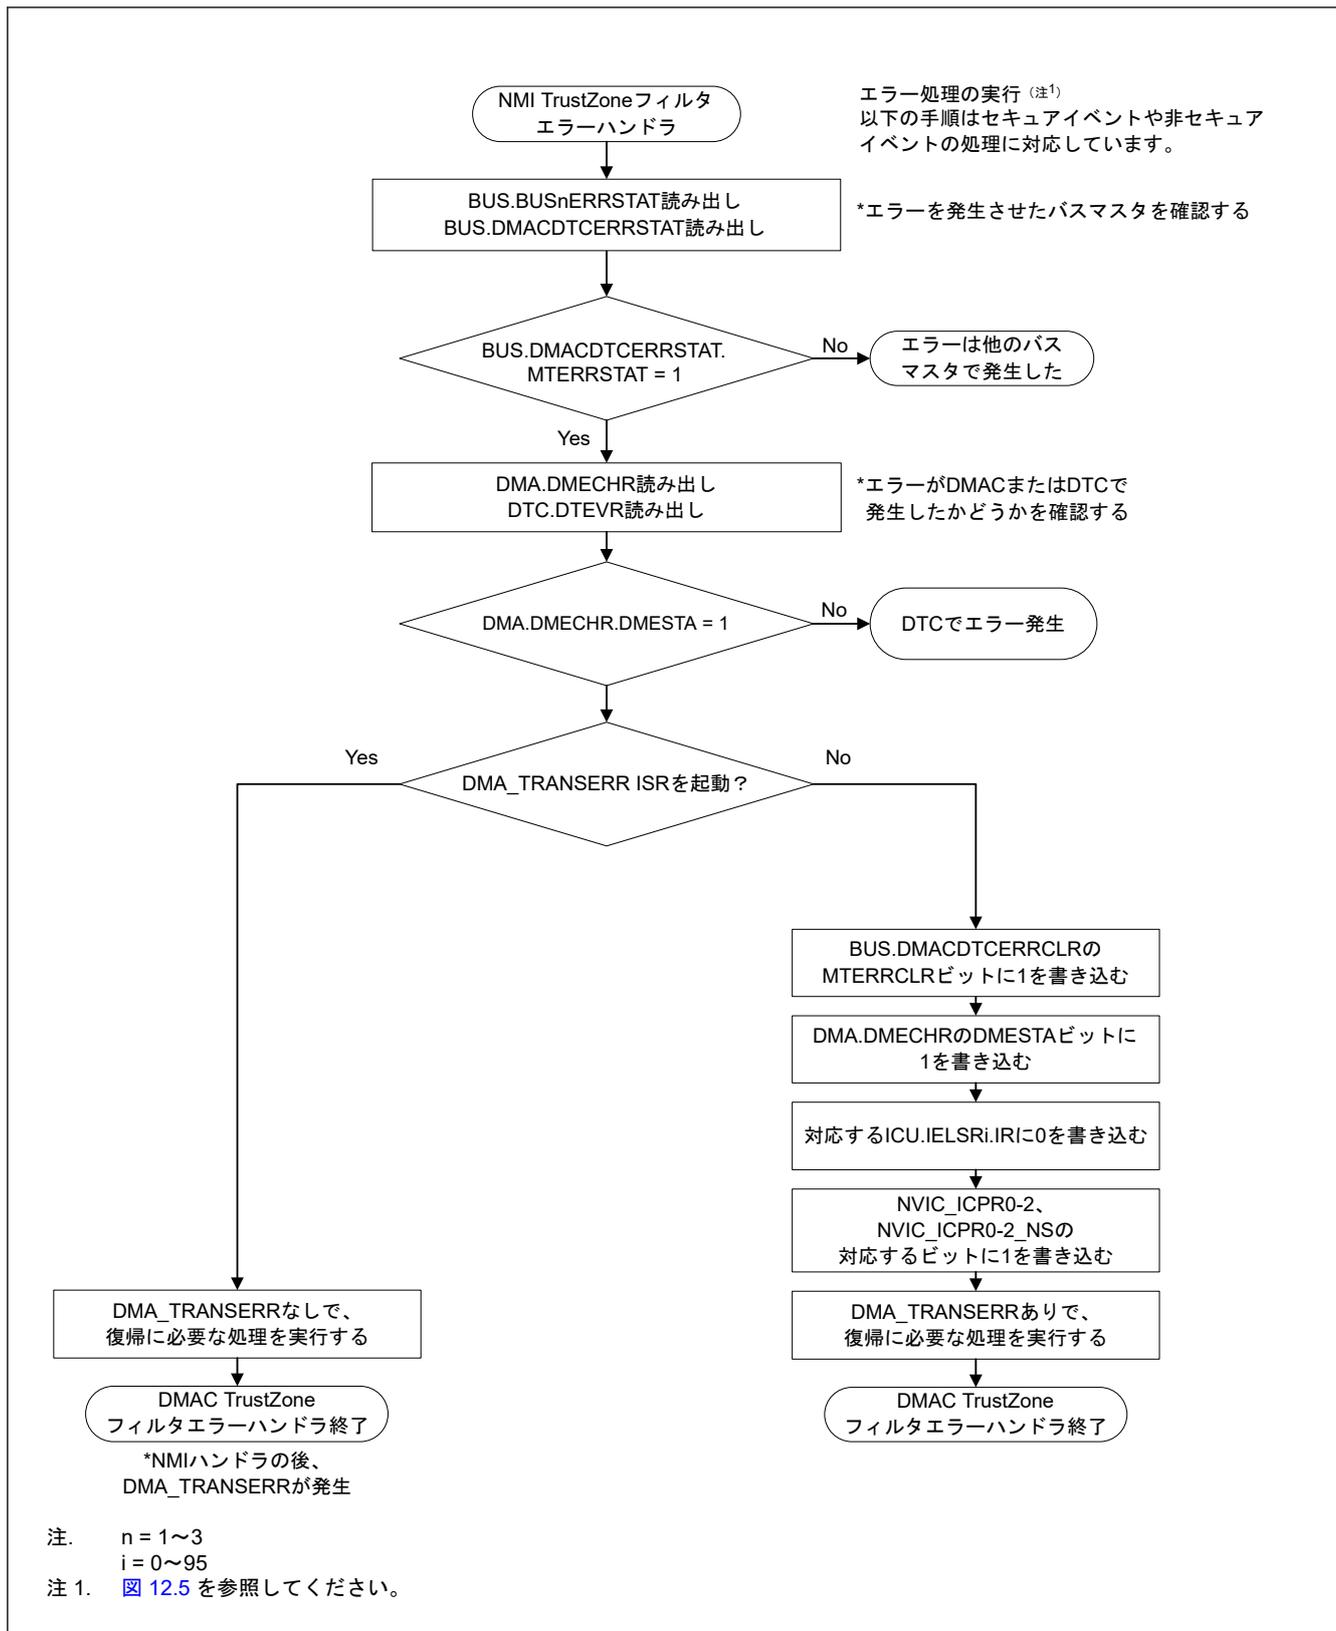 NMI TrustZoneフィルタ
エラーハンドラ
エラー処理の実行（注1）
以下の手順はセキュアイベントや非セキュア
イベントの処理に対応しています。
BUS.BUSnERRSTAT読み出し
BUS.DMACDTCERRSTAT読み出し
*エラーを発生させたバスマスタを確認する
BUS.DMACDTCERRSTAT.
MTERRSTAT = 1
No
エラーは他のバス
マスタで発生した
Yes
DMA.DMECHR読み出し
DTC.DTEVR読み出し
*エラーがDMACまたはDTCで
発生したかどうかを確認する
DMA.DMECHR.DMESTA = 1
No
DTCでエラー発生
Yes
DMA_TRANSERR ISRを起動？
No
BUS.DMACDTCERRCLRの
MTERRCLRビットに1を書き込む
DMA.DMECHRのDMESTAビットに
1を書き込む
対応するICU.IELSRi.IRに0を書き込む
NVIC_ICPR0-2、
NVIC_ICPR0-2_NSの
対応するビットに1を書き込む
DMA_TRANSERRなしで、
復帰に必要な処理を実行する
DMA_TRANSERRありで、
復帰に必要な処理を実行する
DMAC TrustZone
フィルタエラーハンドラ終了
DMAC TrustZone
フィルタエラーハンドラ終了
*NMIハンドラの後、
DMA_TRANSERRが発生
注. n = 1～3
i = 0～95
注 1. 図 12.5 を参照してください。